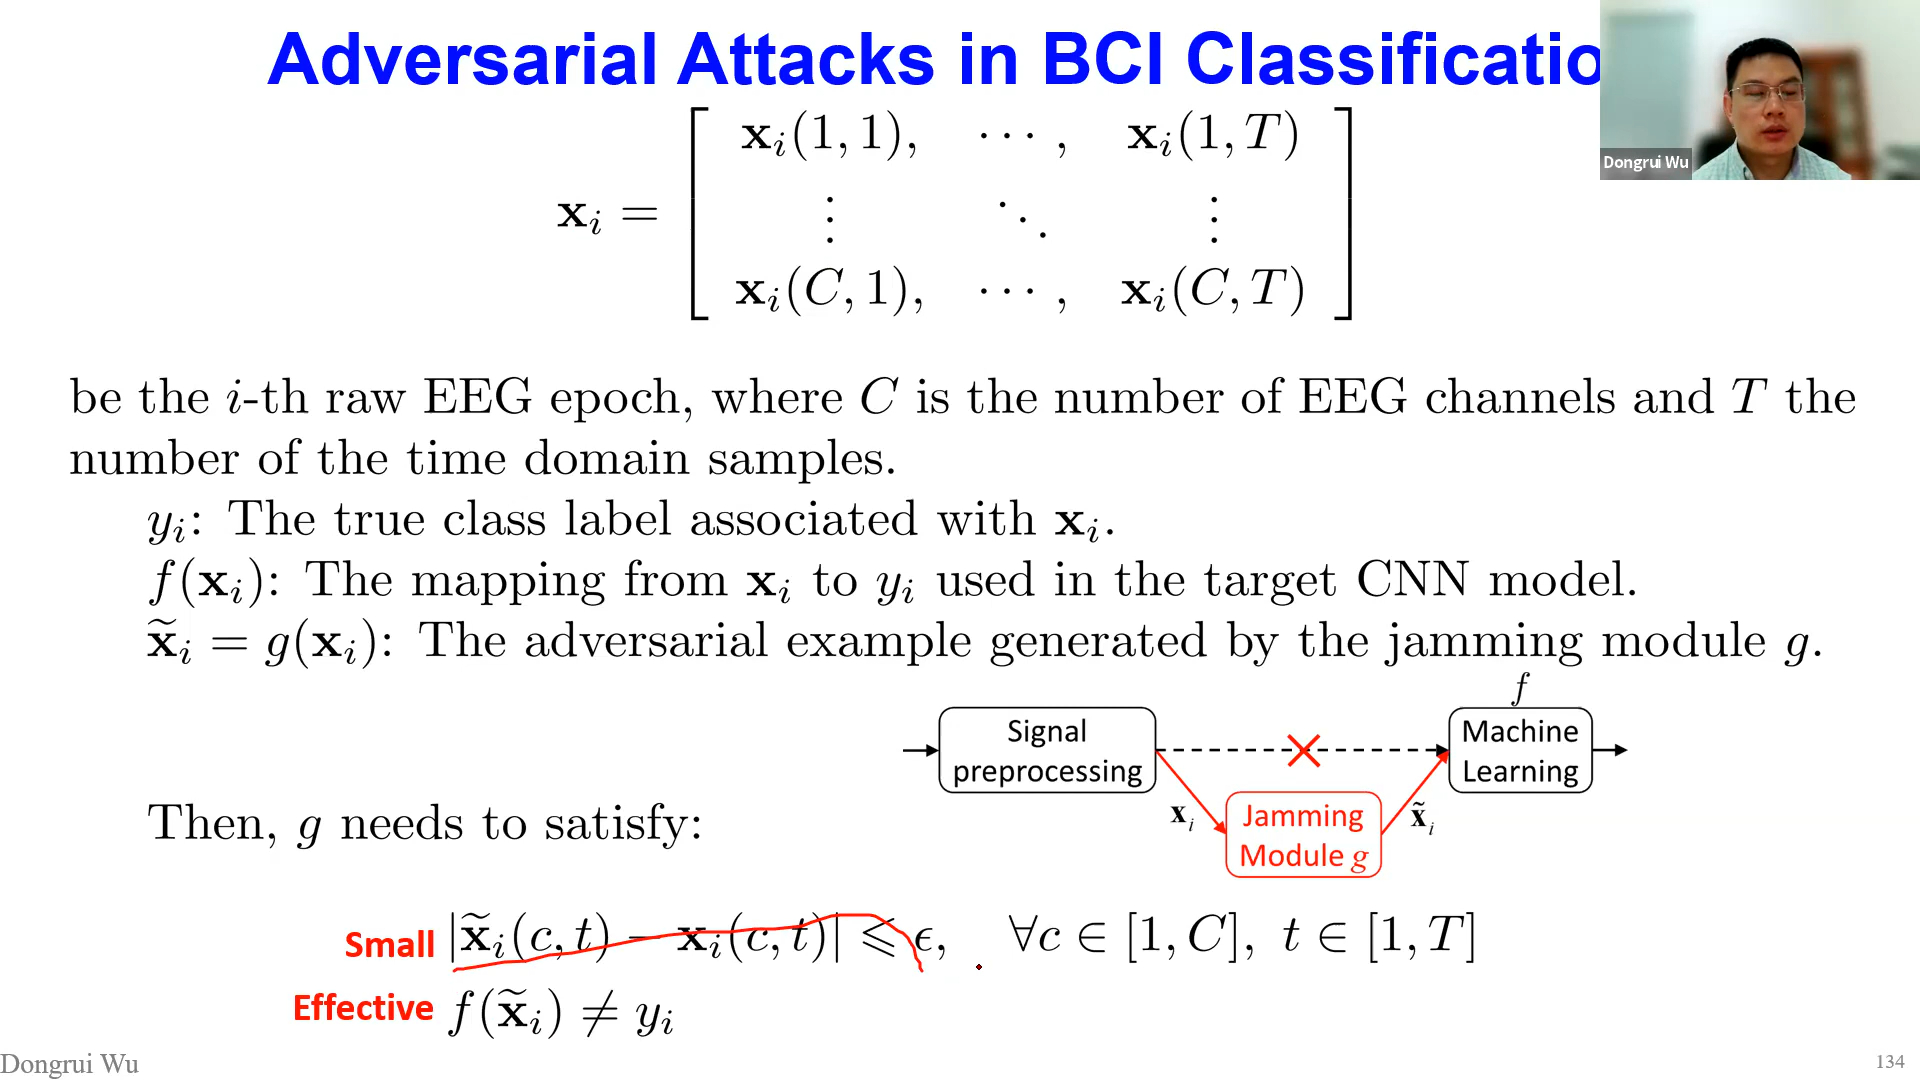 Adversarial Attacks in BCI Classificatio
Dongrui Wu
𝐱ᵢ = [ 𝐱ᵢ(1, 1), ⋯ , 𝐱ᵢ(1, T)
⋮ ⋱ ⋮
𝐱ᵢ(C, 1), ⋯ , 𝐱ᵢ(C, T) ]
be the i-th raw EEG epoch, where C is the number of EEG channels and T the
number of the time domain samples.
yᵢ: The true class label associated with 𝐱ᵢ.
f(𝐱ᵢ): The mapping from 𝐱ᵢ to yᵢ used in the target CNN model.
𝐱̃ᵢ = g(𝐱ᵢ): The adversarial example generated by the jamming module g.
f
Signal
preprocessing
Machine
Learning
𝐱ᵢ
Jamming
Module g
𝐱̃ᵢ
Then, g needs to satisfy:
Small |𝐱̃ᵢ(c, t) − 𝐱ᵢ(c, t)| ⩽ ϵ, ∀c ∈ [1, C], t ∈ [1, T]
Effective f(𝐱̃ᵢ) ≠ yᵢ
Dongrui Wu
134